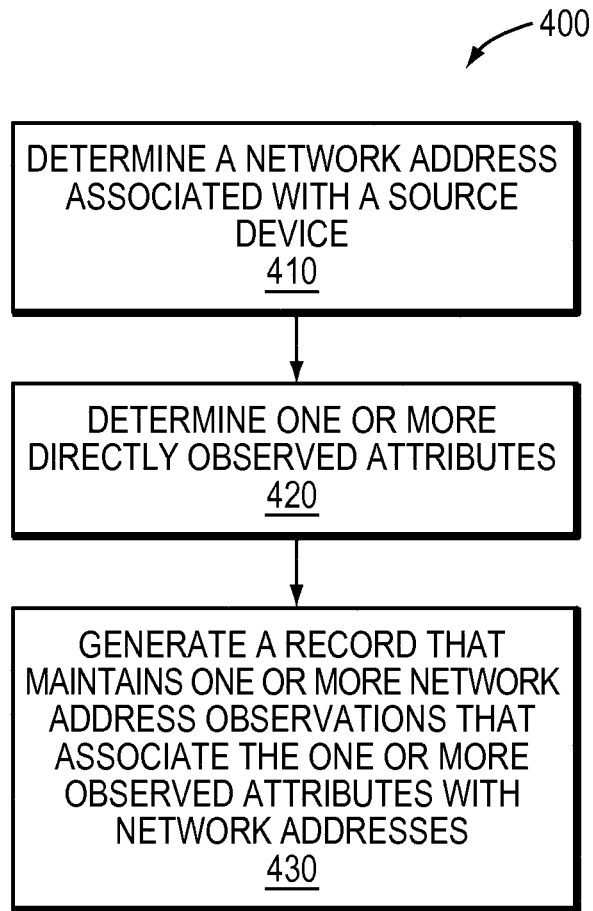 400
DETERMINE A NETWORK ADDRESS
ASSOCIATED WITH A SOURCE
DEVICE
410
DETERMINE ONE OR MORE
DIRECTLY OBSERVED ATTRIBUTES
420
GENERATE A RECORD THAT
MAINTAINS ONE OR MORE NETWORK
ADDRESS OBSERVATIONS THAT
ASSOCIATE THE ONE OR MORE
OBSERVED ATTRIBUTES WITH
NETWORK ADDRESSES
430